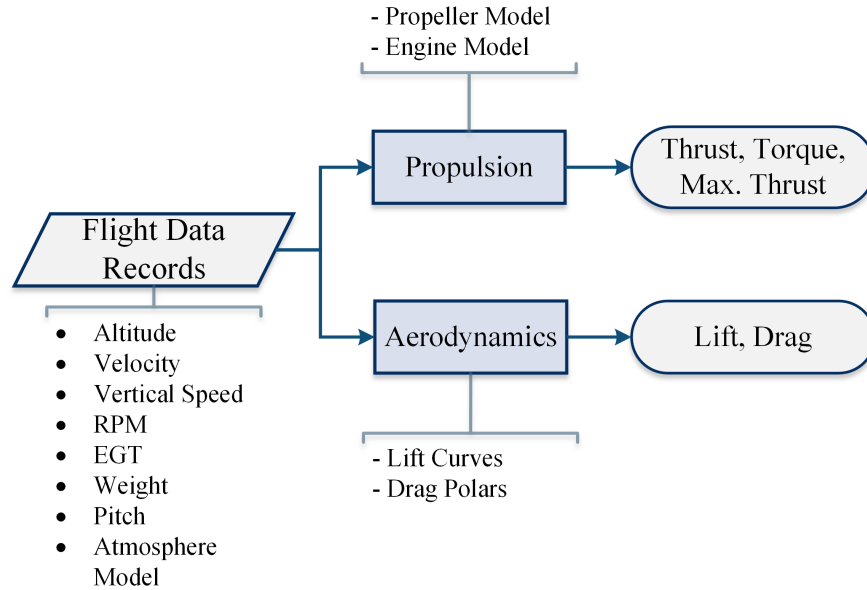 - Propeller Model
- Engine Model
Propulsion
Thrust, Torque,
Max. Thrust
Flight Data
Records
• Altitude
• Velocity
• Vertical Speed
• RPM
• EGT
• Weight
• Pitch
• Atmosphere
Model
Aerodynamics
Lift, Drag
- Lift Curves
- Drag Polars